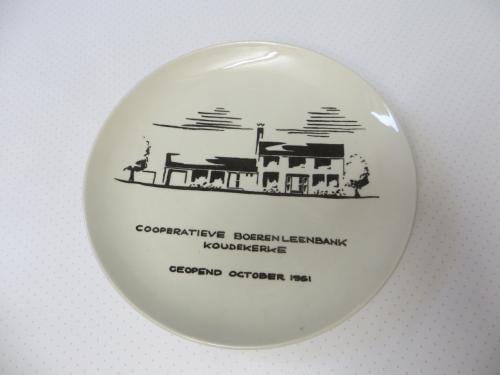 COOPERATIEVE BOERENLEENBANK
KOUDEKERKE
GEOPEND OCTOBER 1961